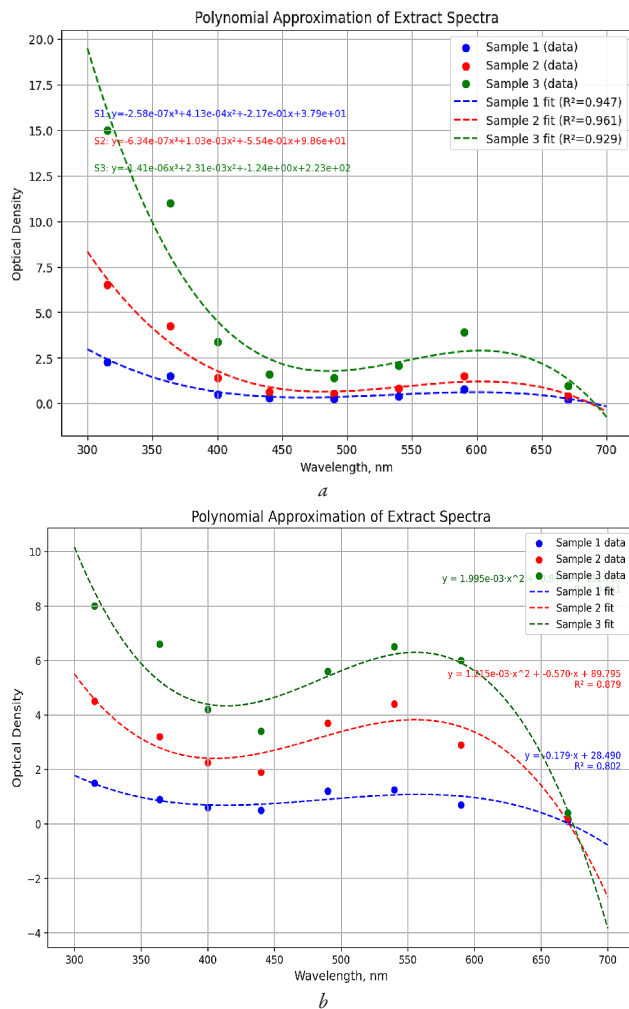 Polynomial Approximation of Extract Spectra
20.0
17.5
15.0
12.5
10.0
7.5
5.0
2.5
0.0
Optical Density
Sample 1 (data)
Sample 2 (data)
Sample 3 (data)
Sample 1 fit (R²=0.947)
Sample 2 fit (R²=0.961)
Sample 3 fit (R²=0.929)
S1: y=-2.58e-07x³+4.13e-04x²+-2.17e-01x+3.79e+01
S2: y=-6.34e-07x³+1.03e-03x²+-5.54e-01x+9.86e+01
S3: y=-1.41e-06x³+2.31e-03x²+-1.24e+00x+2.23e+02
300 350 400 450 500 550 600 650 700
Wavelength, nm
a
Polynomial Approximation of Extract Spectra
10
8
6
4
2
0
−2
−4
Optical Density
Sample 1 data
Sample 2 data
Sample 3 data
Sample 1 fit
Sample 2 fit
Sample 3 fit
y = 1.995e-03·x^2 +
y = 1.215e-03·x^2 + -0.570·x + 89.795
R² = 0.879
y = -0.179·x + 28.490
R² = 0.802
300 350 400 450 500 550 600 650 700
Wavelength, nm
b